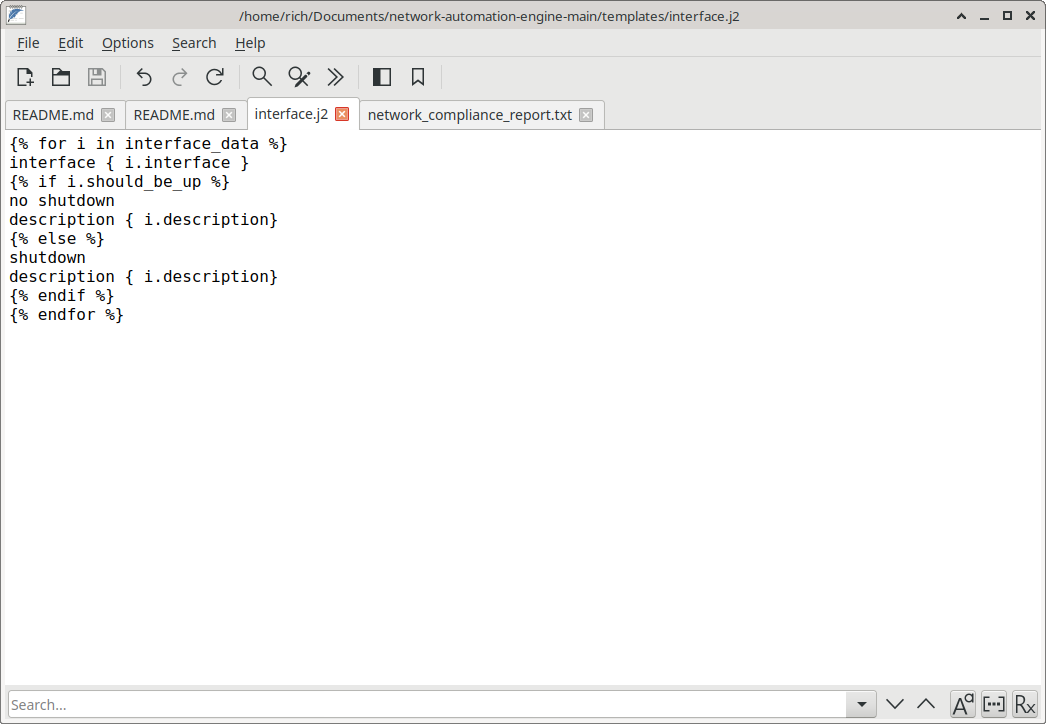 /home/rich/Documents/network-automation-engine-main/templates/interface.j2
File Edit Options Search Help
README.md README.md interface.j2 network_compliance_report.txt
{% for i in interface_data %}
interface { i.interface }
{% if i.should_be_up %}
no shutdown
description { i.description}
{% else %}
shutdown
description { i.description}
{% endif %}
{% endfor %}
Search... Aa [···] Rx